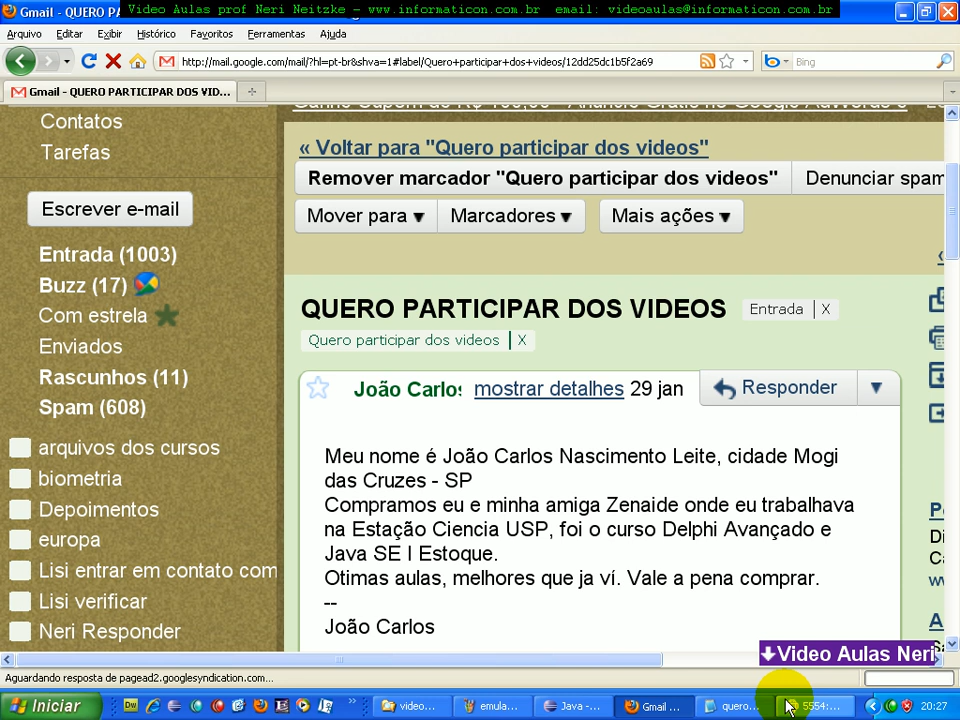 Gmail - QUERO PA
Video Aulas prof Neri Neitzke – www.informaticon.com.br email: videoaulas@informaticon.com.br
Arquivo Editar Exibir Histórico Favoritos Ferramentas Ajuda
http://mail.google.com/mail/?hl=pt-br&shva=1#label/Quero+participar+dos+videos/12dd25dc1b5f2a69
Bing
Gmail - QUERO PARTICIPAR DOS VID...
Contatos
Tarefas
Escrever e-mail
Entrada (1003)
Buzz (17)
Com estrela
Enviados
Rascunhos (11)
Spam (608)
arquivos dos cursos
biometria
Depoimentos
europa
Lisi entrar em contato com
Lisi verificar
Neri Responder
« Voltar para "Quero participar dos videos"
Remover marcador "Quero participar dos videos" Denunciar spam
Mover para ▼ Marcadores ▼ Mais ações ▼
QUERO PARTICIPAR DOS VIDEOS Entrada | X
Quero participar dos videos | X
João Carlos mostrar detalhes 29 jan Responder ▼
Meu nome é João Carlos Nascimento Leite, cidade Mogi
das Cruzes - SP
Compramos eu e minha amiga Zenaide onde eu trabalhava
na Estação Ciencia USP, foi o curso Delphi Avançado e
Java SE I Estoque.
Otimas aulas, melhores que ja ví. Vale a pena comprar.
--
João Carlos
Video Aulas Neri
Aguardando resposta de pagead2.googlesyndication.com...
Iniciar video... emula... Java -... Gmail ... quero... 5554:... 20:27